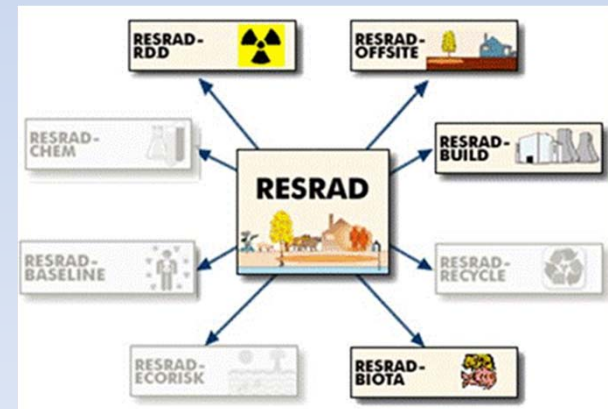 RESRAD-
RDD
RESRAD-
OFFSITE
RESRAD-
CHEM
RESRAD-
BUILD
RESRAD
RESRAD-
BASELINE
RESRAD-
RECYCLE
RESRAD-
ECORISK
RESRAD-
BIOTA